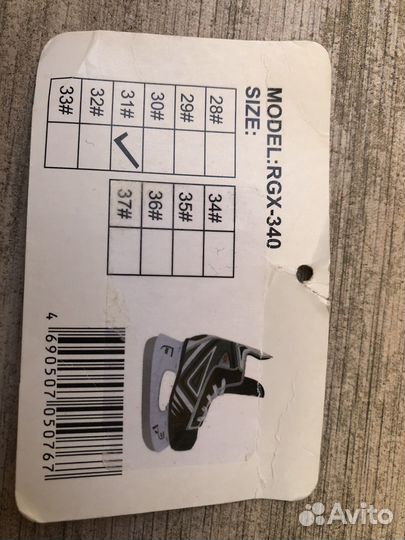 MODEL:RGX-340
SIZE:
28# 29# 30# 31# 32# 33#
34# 35# 36# 37#
4 690507 050767
Avito